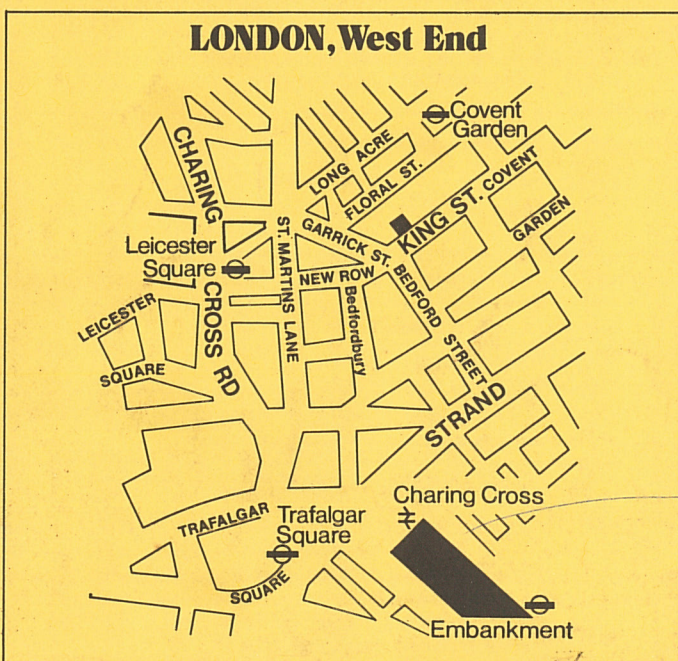 LONDON, West End
Covent
Garden
CHARING
LONG ACRE
FLORAL ST.
KING ST.
COVENT
GARDEN
Leicester
Square
ST. MARTINS LANE
GARRICK ST.
NEW ROW
BEDFORD STREET
Bedfordbury
CROSS RD
LEICESTER
SQUARE
STRAND
Charing Cross
TRAFALGAR
SQUARE
Trafalgar
Square
Embankment